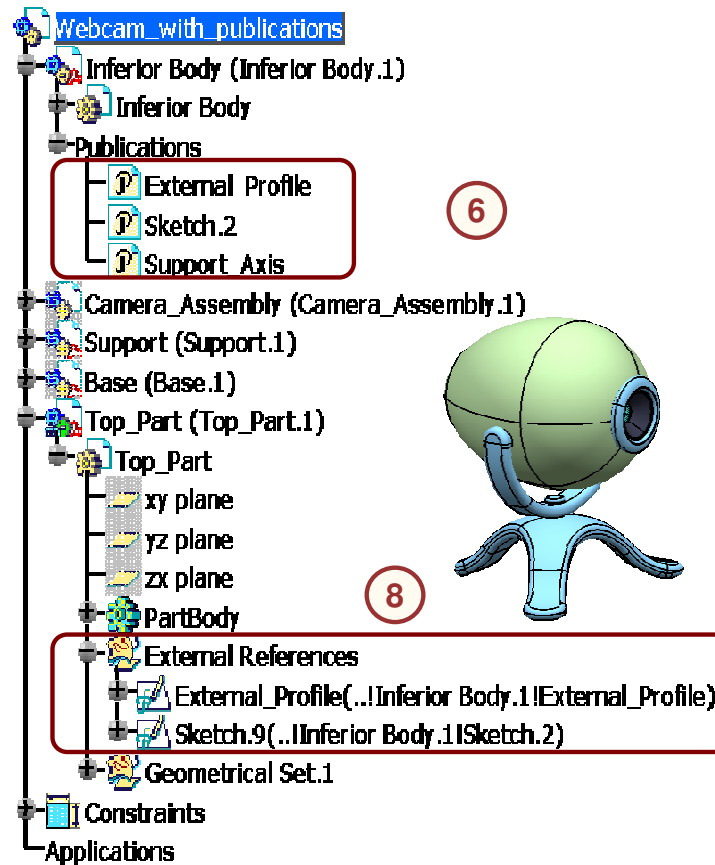 Webcam_with_publications
Inferior Body (Inferior Body.1)
Inferior Body
Publications
External_Profile
6
Sketch.2
Support_Axis
Camera_Assembly (Camera_Assembly.1)
Support (Support.1)
Base (Base.1)
Top_Part (Top_Part.1)
Top_Part
xy plane
yz plane
zx plane
8
PartBody
External References
External_Profile(..!Inferior Body.1!External_Profile)
Sketch.9(..!Inferior Body.1!Sketch.2)
Geometrical Set.1
Constraints
Applications